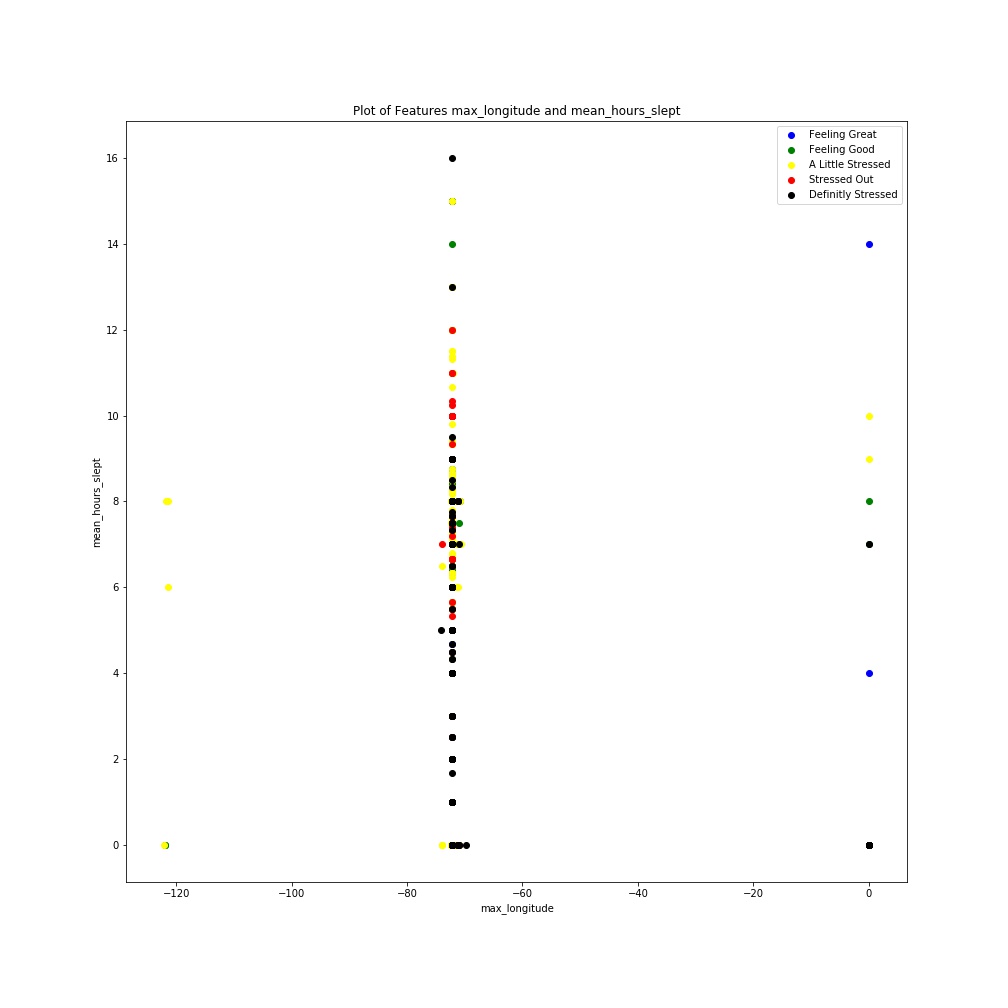 Plot of Features max_longitude and mean_hours_slept
Feeling Great
Feeling Good
A Little Stressed
Stressed Out
Definitly Stressed
16
14
12
10
8
6
4
2
0
mean_hours_slept
−120
−100
−80
−60
−40
−20
0
max_longitude